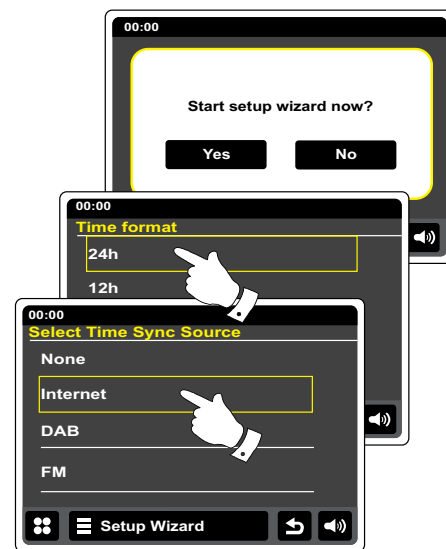 00:00
Start setup wizard now?
Yes No
00:00
Time format
24h
12h
00:00
Select Time Sync Source
None
Internet
DAB
FM
Setup Wizard